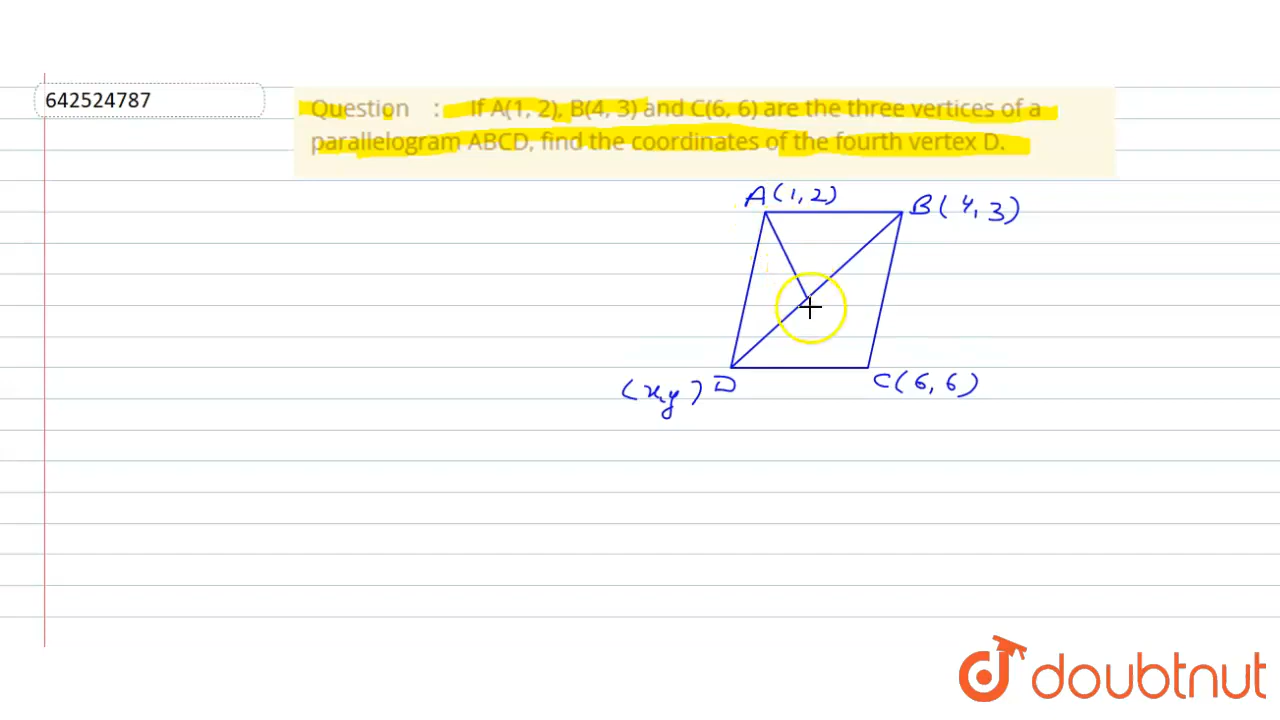 642524787
Question : If A(1, 2), B(4, 3) and C(6, 6) are the three vertices of a
parallelogram ABCD, find the coordinates of the fourth vertex D.
A(1,2)
B(4,3)
(x,y) D
C(6,6)
doubtnut